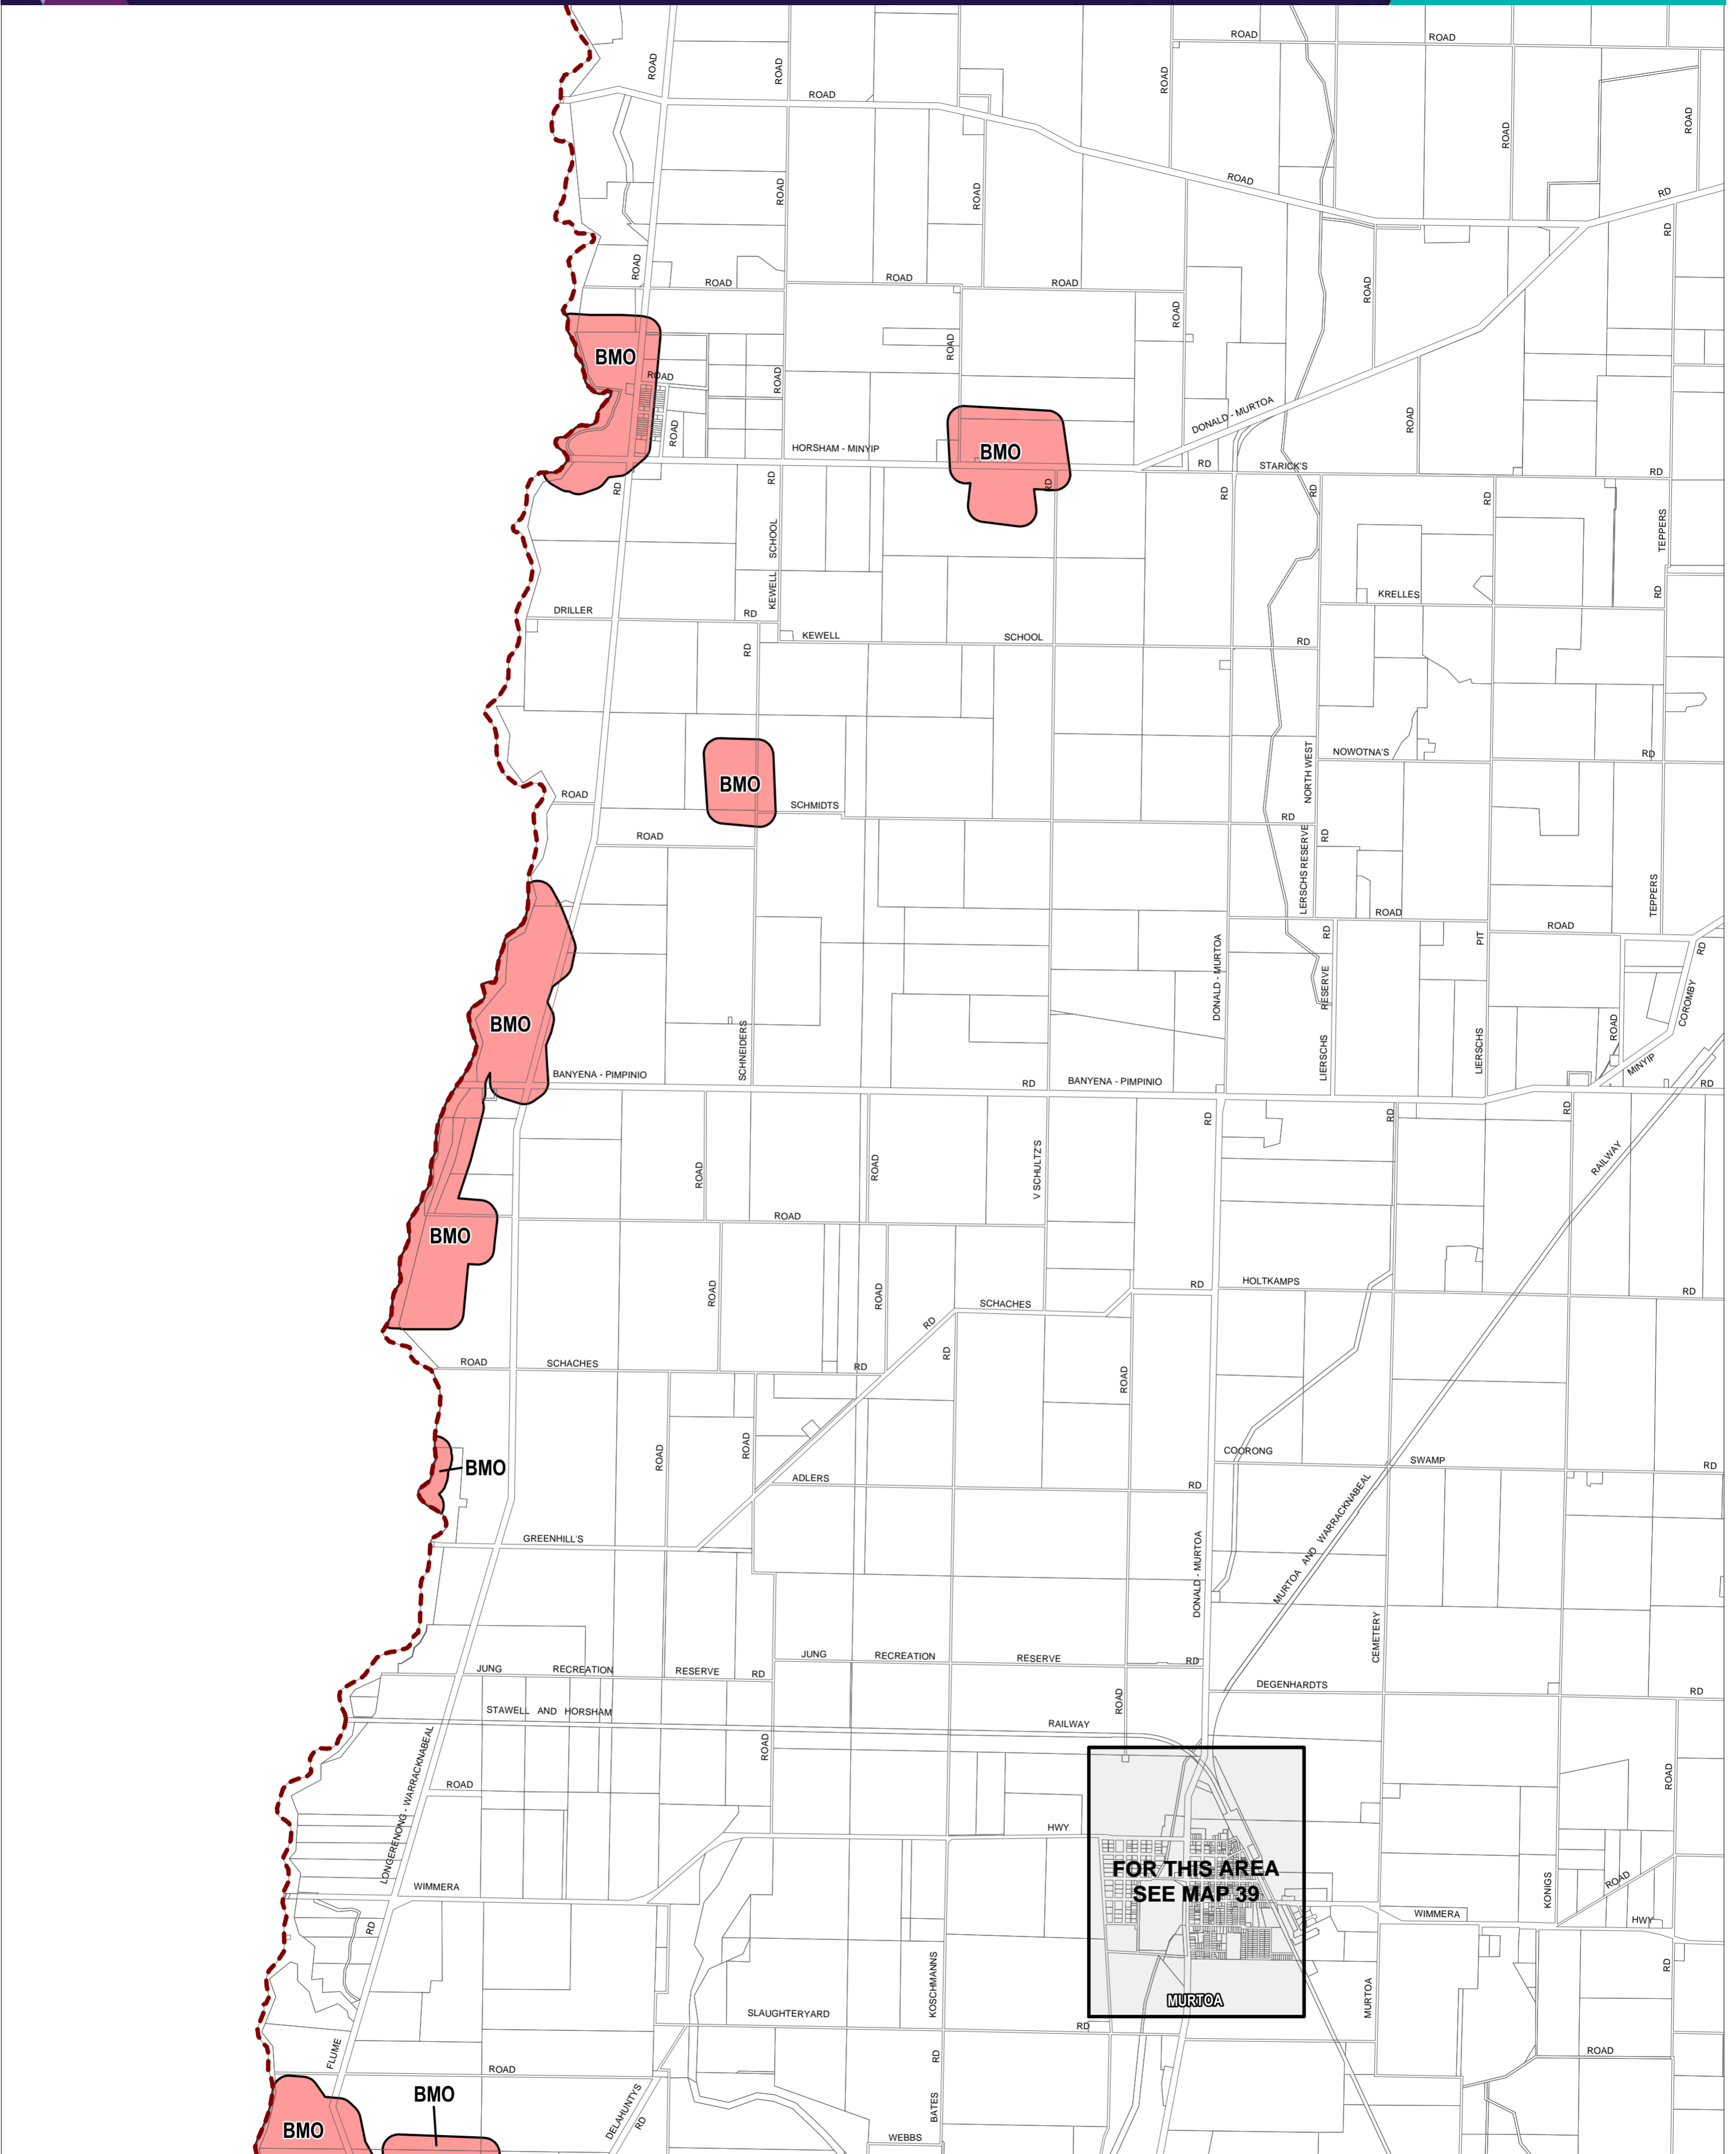 ROAD
ROAD
ROAD
ROAD
ROAD
ROAD
ROAD
ROAD
ROAD
ROAD
ROAD
ROAD
RD
RD
ROAD
ROAD
ROAD
ROAD
ROAD
ROAD
BMO
ROAD
ROAD
ROAD
ROAD
DONALD - MURTOA
ROAD
ROAD
HORSHAM - MINYIP
BMO
RD
STARICK'S
RD
RD
RD
RD
RD
RD
RD
SCHOOL
KEWELL
TEPPERS
RD
KRELLES
DRILLER
RD
KEWELL
SCHOOL
RD
RD
NORTH WEST
NOWOTNA'S
RD
BMO
ROAD
SCHMIDTS
RD
ROAD
RD
LERSCHS RESERVE
TEPPERS
ROAD
ROAD
BMO
DONALD - MURTOA
RD
RESERVE
LIERSCHS
PIT
LIERSCHS
RD
COROMBY
ROAD
MINYIP
SCHNEIDERS
BANYENA - PIMPINIO
RD
BANYENA - PIMPINIO
RD
RD
RD
RD
RAILWAY
ROAD
ROAD
V SCHULTZ'S
ROAD
BMO
ROAD
ROAD
RD
HOLTKAMPS
RD
SCHACHES
RD
RD
ROAD
SCHACHES
RD
ROAD
BMO
ROAD
ROAD
COORONG
SWAMP
RD
ADLERS
RD
GREENHILL'S
DONALD - MURTOA
MURTOA AND WARRACKNABEAL
CEMETERY
JUNG
RECREATION
RESERVE
RD
JUNG
RECREATION
RESERVE
RD
DEGENHARDTS
RD
STAWELL AND HORSHAM
RAILWAY
ROAD
ROAD
ROAD
LONGERENONG - WARRACKNABEAL
ROAD
HWY
FOR THIS AREA
SEE MAP 39
WIMMERA
KONIGS
ROAD
WIMMERA
HWY
RD
RD
KOSCHMANNS
MURTOA
MURTOA
SLAUGHTERYARD
RD
FLUME
ROAD
RD
ROAD
BMO
BMO
DELAHUNTYS
RD
BATES
WEBBS